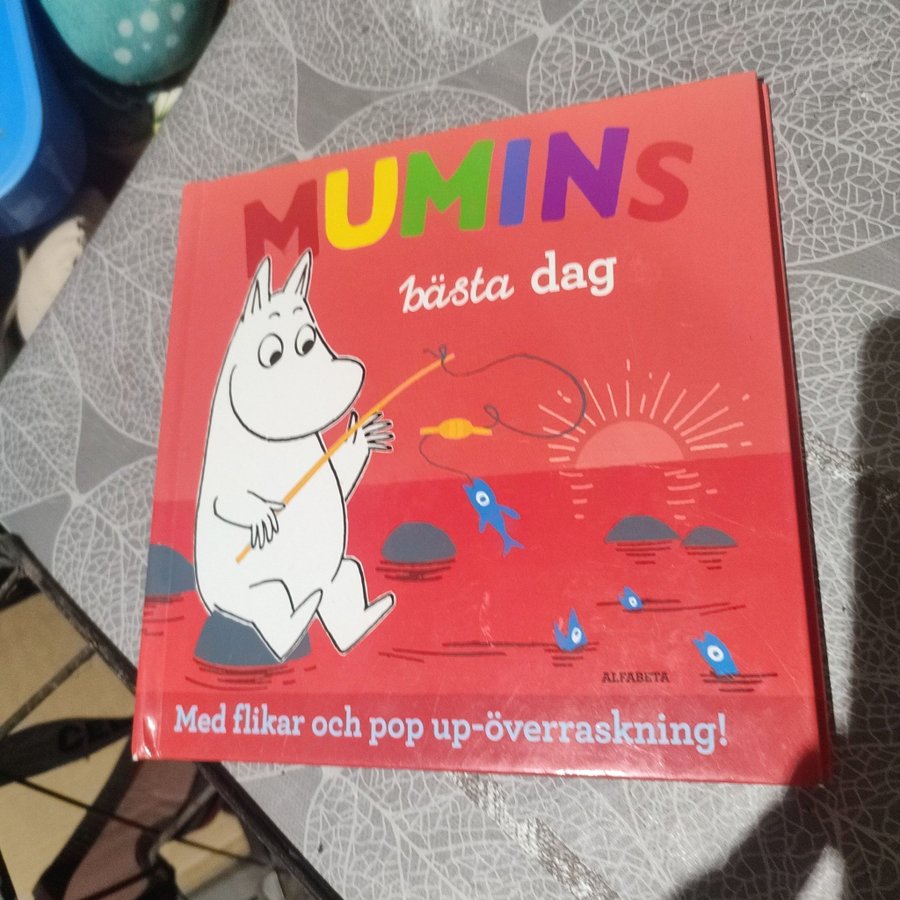 MUMINS
bästa dag
ALFABETA
Med flikar och pop up-överraskning!